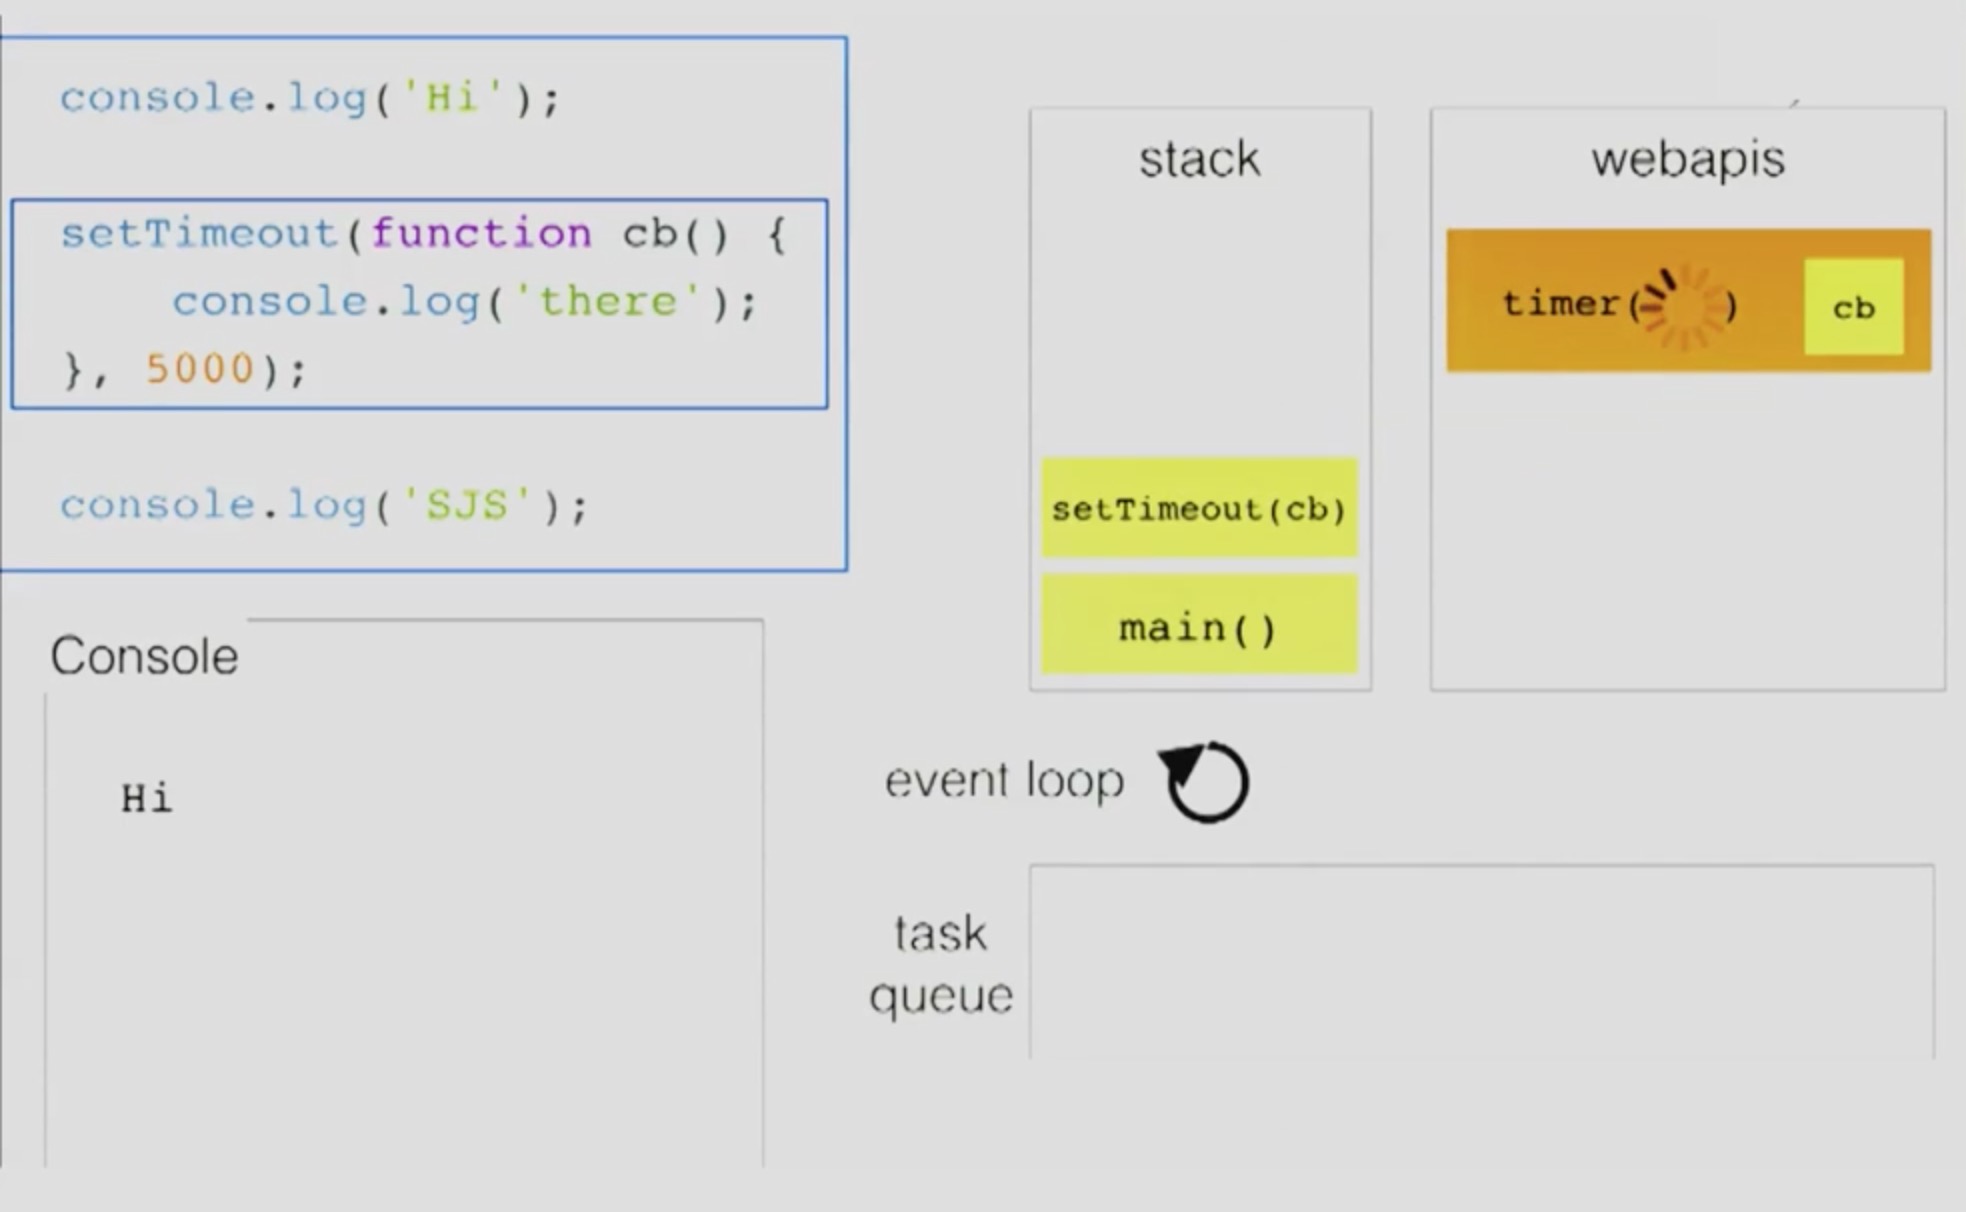 console.log('Hi');
setTimeout(function cb() {
    console.log('there');
}, 5000);
console.log('SJS');
Console
Hi
stack
setTimeout(cb)
main()
webapis
timer( )
cb
event loop
task
queue